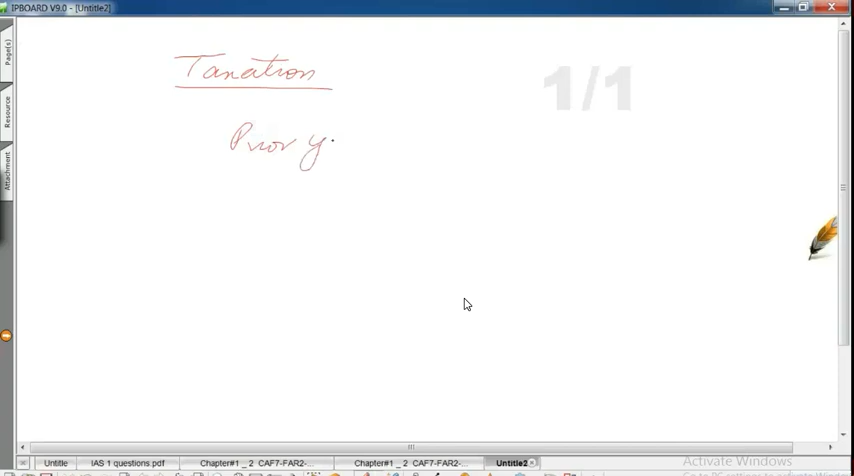 IPBOARD V9.0 - [Untitle2]
Page(s)
Resource
Attachment
Taxation
Prior y
1/1
Activate Windows
Untitle
IAS 1 questions.pdf
Chapter#1 _ 2 CAF7-FAR2-...
Chapter#1 _ 2 CAF7-FAR2-...
Untitle2